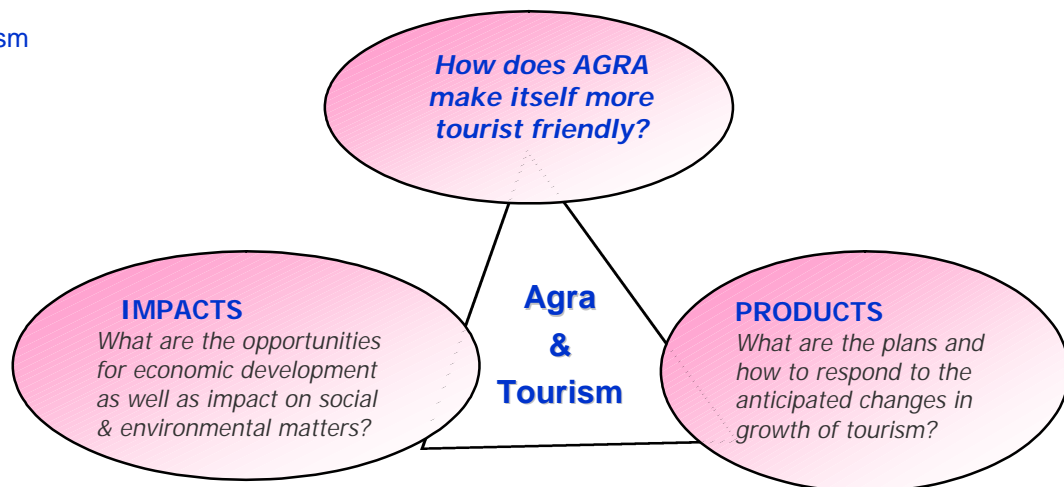 How does AGRA
make itself more
tourist friendly?
IMPACTS
What are the opportunities
for economic development
as well as impact on social
& environmental matters?
Agra
&
Tourism
PRODUCTS
What are the plans and
how to respond to the
anticipated changes in
growth of tourism?